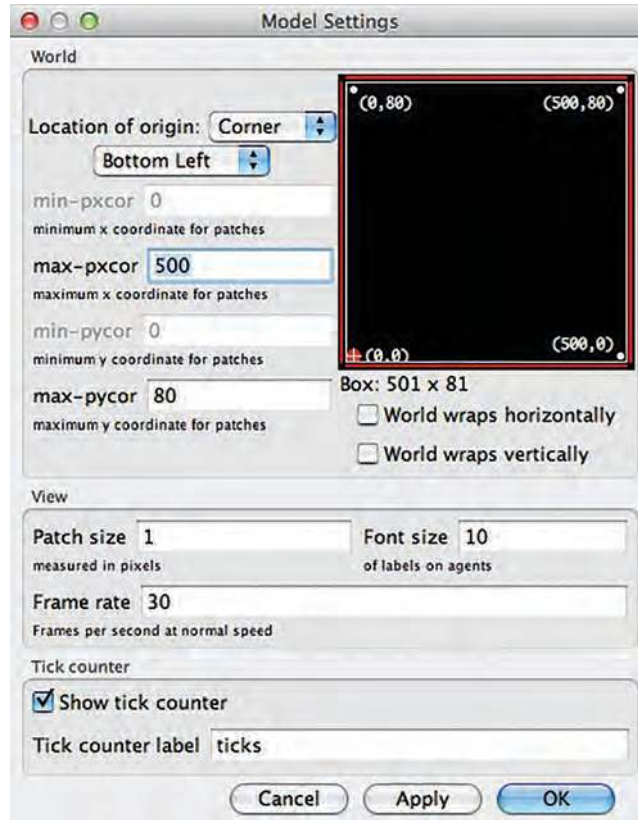 Model Settings
World
Location of origin: Corner
Bottom Left
min-pxcor 0
minimum x coordinate for patches
max-pxcor 500
maximum x coordinate for patches
min-pycor 0
minimum y coordinate for patches
max-pycor 80
maximum y coordinate for patches
(0,80) (500,80)
(0,0) (500,0)
Box: 501 x 81
World wraps horizontally
World wraps vertically
View
Patch size 1 Font size 10
measured in pixels of labels on agents
Frame rate 30
Frames per second at normal speed
Tick counter
Show tick counter
Tick counter label ticks
Cancel Apply OK